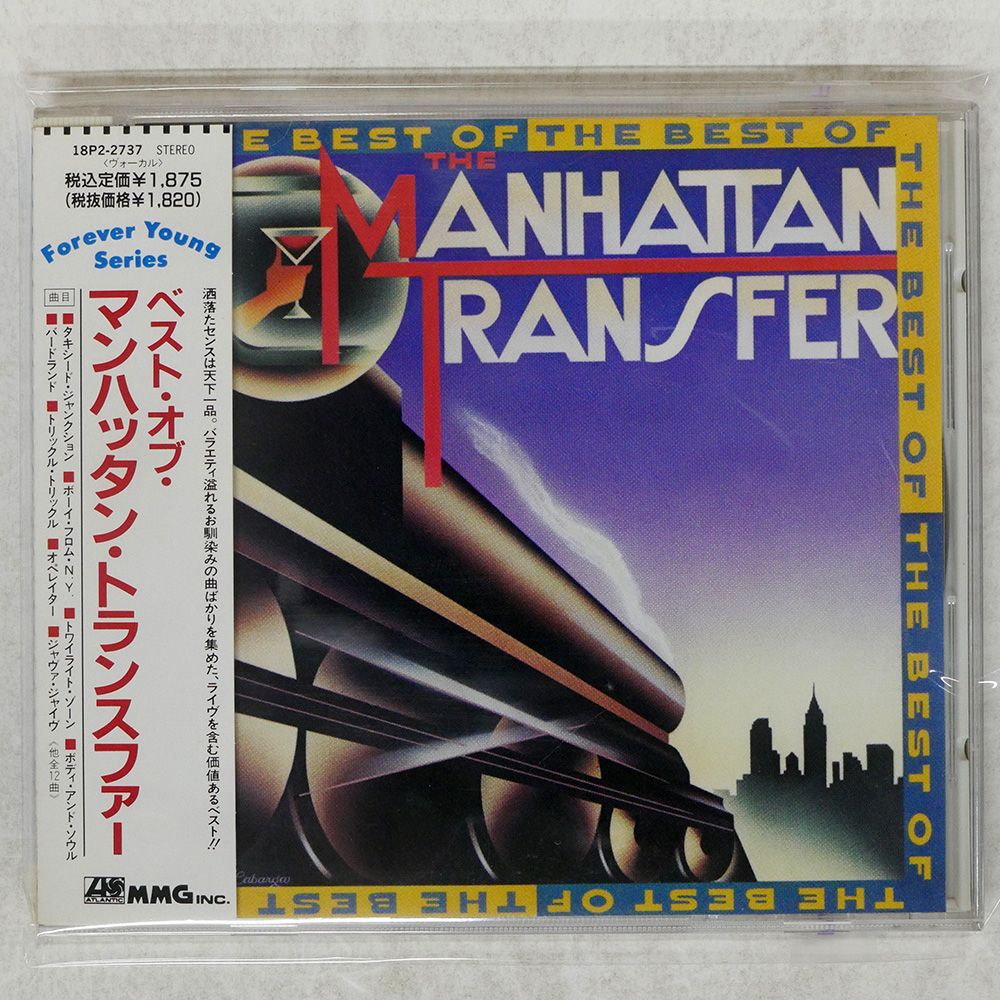 18P2-2737 STEREO
〈ヴォーカル〉
税込定価¥1,875
(税抜価格¥1,820)
Forever Young
Series
洒落たセンスは天下一品。バラエティ溢れるお馴染みの曲ばかりを集めた、ライヴを含む価値あるベスト!!
ベスト・オブ・
マンハッタン・トランスファー
曲目
■タキシード・ジャンクション ■ボーイ・フロム・N.Y. ■トワイライト・ゾーン ■ボディ・アンド・ソウル
■バードランド ■トリックル・トリックル ■オペレイター ■ジャヴァ・ジャイヴ 〈他全12曲〉
ATLANTIC
MMG INC.
E BEST OF THE BEST OF
THE BEST OF THE BEST OF
THE BEST OF THE BEST
THE
MANHATTAN
TRANSFER
Cabarga